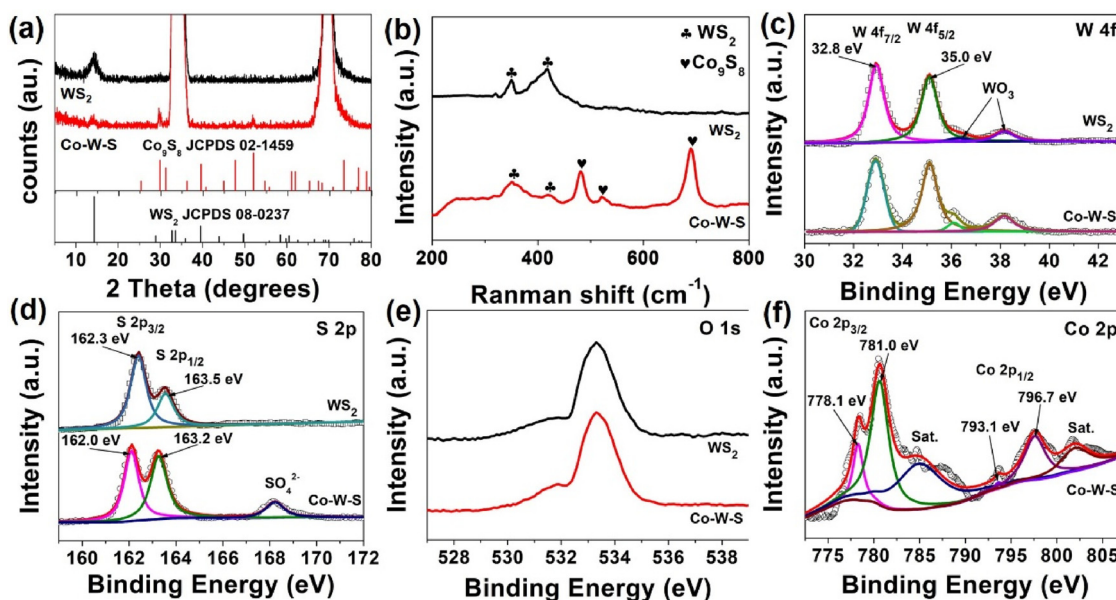 (a)
counts (a.u.)
WS2
Co-W-S
Co9S8 JCPDS 02-1459
WS2 JCPDS 08-0237
10 20 30 40 50 60 70 80
2 Theta (degrees)
(b)
Intensity (a.u.)
♣ WS2
♥ Co9S8
♣
♣
WS2
♣
♣
♥
♥
♥
Co-W-S
200 400 600 800
Ranman shift (cm-1)
(c)
Intensity (a.u.)
W 4f
W 4f7/2 W 4f5/2
32.8 eV
35.0 eV
WO3
WS2
Co-W-S
30 32 34 36 38 40 42
Binding Energy (eV)
(d)
Intensity (a.u.)
S 2p
S 2p3/2
162.3 eV
S 2p1/2
163.5 eV
WS2
162.0 eV
163.2 eV
SO4 2-
Co-W-S
160 162 164 166 168 170 172
Binding Energy (eV)
(e)
Intensity (a.u.)
O 1s
WS2
Co-W-S
528 530 532 534 536 538
Binding Energy (eV)
(f)
Intensity (a.u.)
Co 2p
Co 2p3/2
781.0 eV
778.1 eV
Sat.
Co 2p1/2
796.7 eV
793.1 eV
Sat.
Co-W-S
775 780 785 790 795 800 805
Binding Energy (eV)